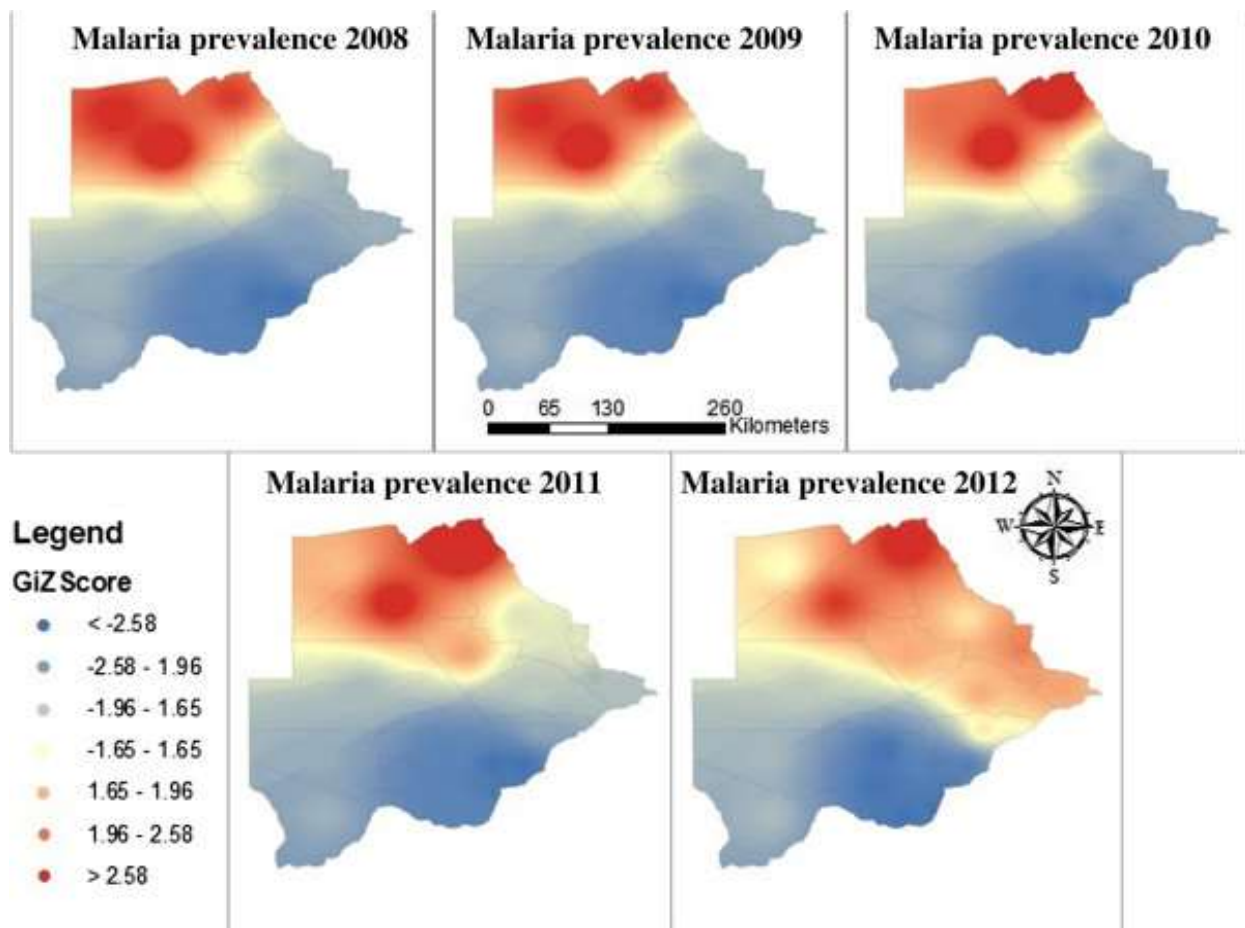 Malaria prevalence 2008
Malaria prevalence 2009
Malaria prevalence 2010
0 65 130 260
Kilometers
Malaria prevalence 2011
Malaria prevalence 2012
N
W E
S
Legend
GiZ Score
< -2.58
-2.58 - 1.96
-1.96 - 1.65
-1.65 - 1.65
1.65 - 1.96
1.96 - 2.58
> 2.58